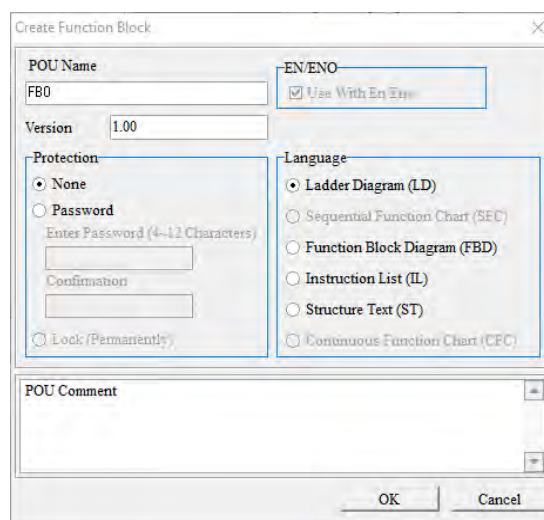 Create Function Block
POU Name
FB0
Version 1.00
EN/ENO
Use With En Eno
Protection
None
Password
Enter Password (4~12 Characters)
Confirmation
Lock (Permanently)
Language
Ladder Diagram (LD)
Sequential Function Chart (SFC)
Function Block Diagram (FBD)
Instruction List (IL)
Structure Text (ST)
Continuous Function Chart (CFC)
POU Comment
OK Cancel